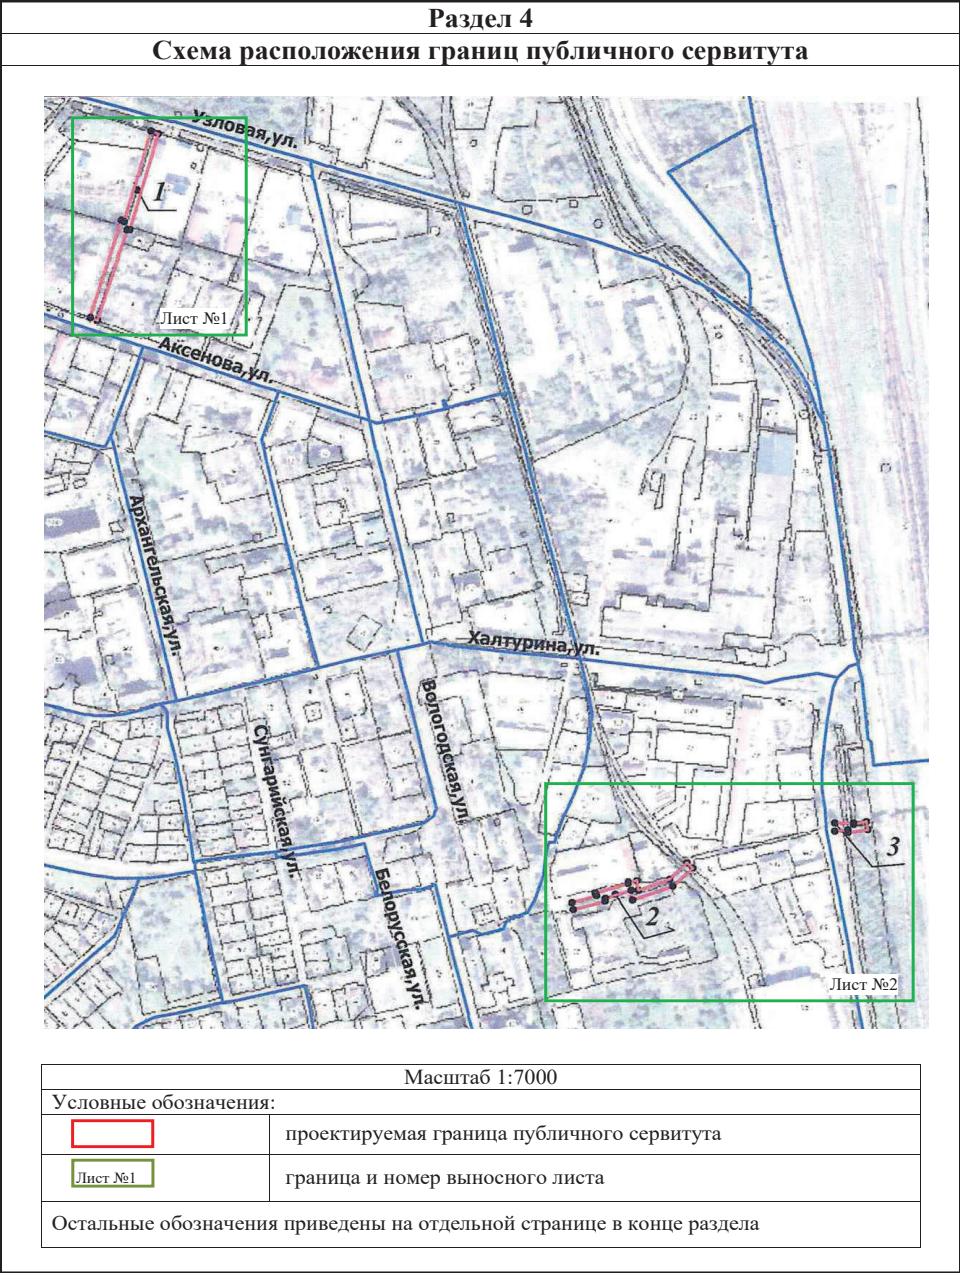 Раздел 4
Схема расположения границ публичного сервитута
Узловая,ул.
1
Лист №1
Аксенова,ул.
Архангельская,ул.
Халтурина,ул.
Вологодская,ул.
Сунгарийская,ул.
Белорусская,ул.
3
2
Лист №2
Масштаб 1:7000
Условные обозначения:
проектируемая граница публичного сервитута
Лист №1
граница и номер выносного листа
Остальные обозначения приведены на отдельной странице в конце раздела